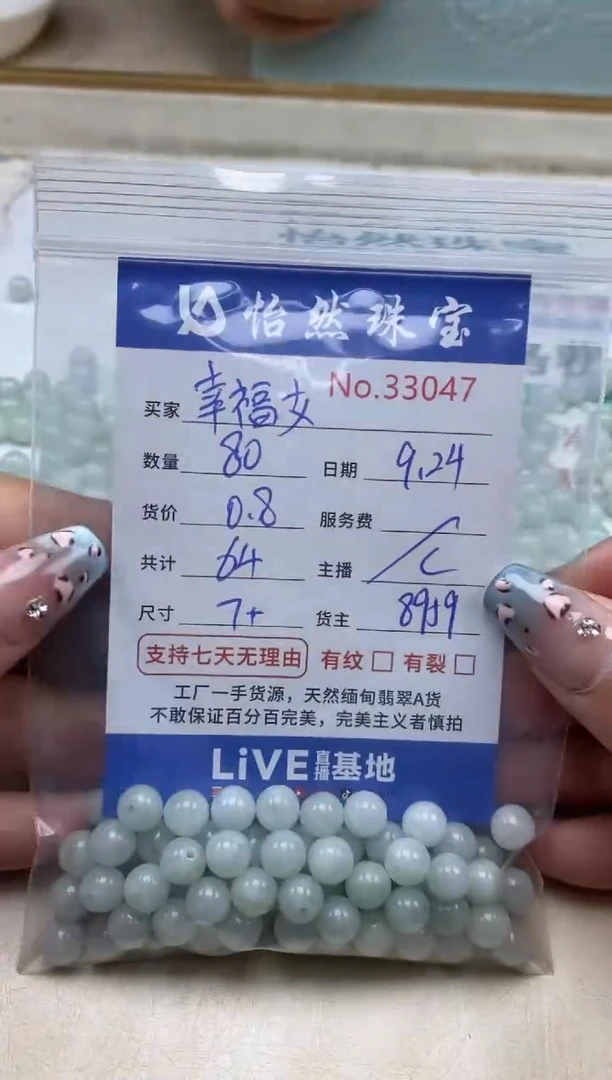 怡然珠宝
No.33047
买家 幸福女
数量 80 日期 9.24
货价 0.8 服务费
共计 64 主播
尺寸 7+ 货主
支持七天无理由 有纹 □ 有裂 □
工厂一手货源，天然缅甸翡翠A货
不敢保证百分百完美，完美主义者慎拍
LiVE直播基地